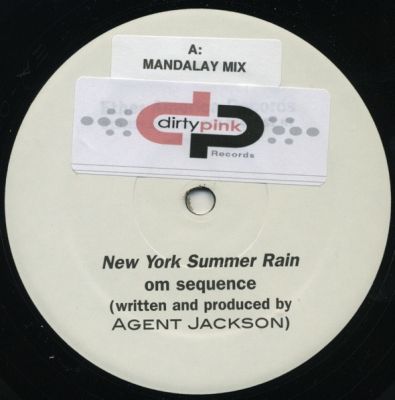 A:
MANDALAY MIX
dirtypink
Records
New York Summer Rain
om sequence
(written and produced by
AGENT JACKSON)